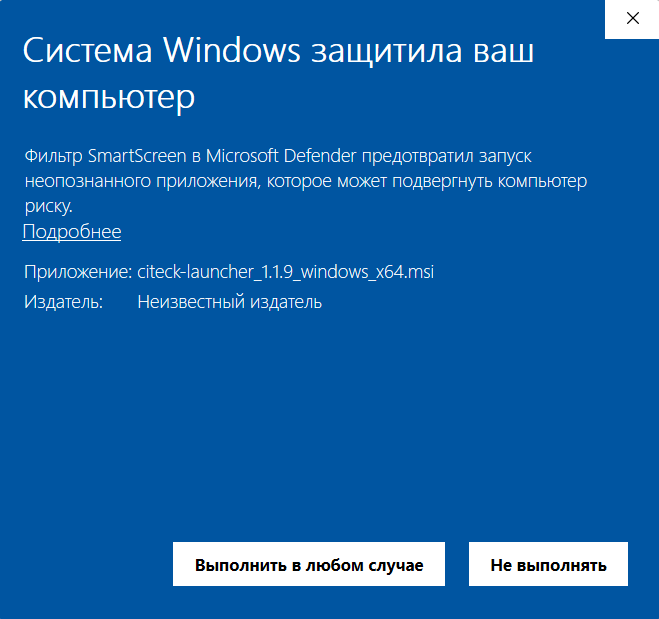 Система Windows защитила ваш
компьютер
Фильтр SmartScreen в Microsoft Defender предотвратил запуск
неопознанного приложения, которое может подвергнуть компьютер
риску.
Подробнее
Приложение: citeck-launcher_1.1.9_windows_x64.msi
Издатель: Неизвестный издатель
Выполнить в любом случае Не выполнять